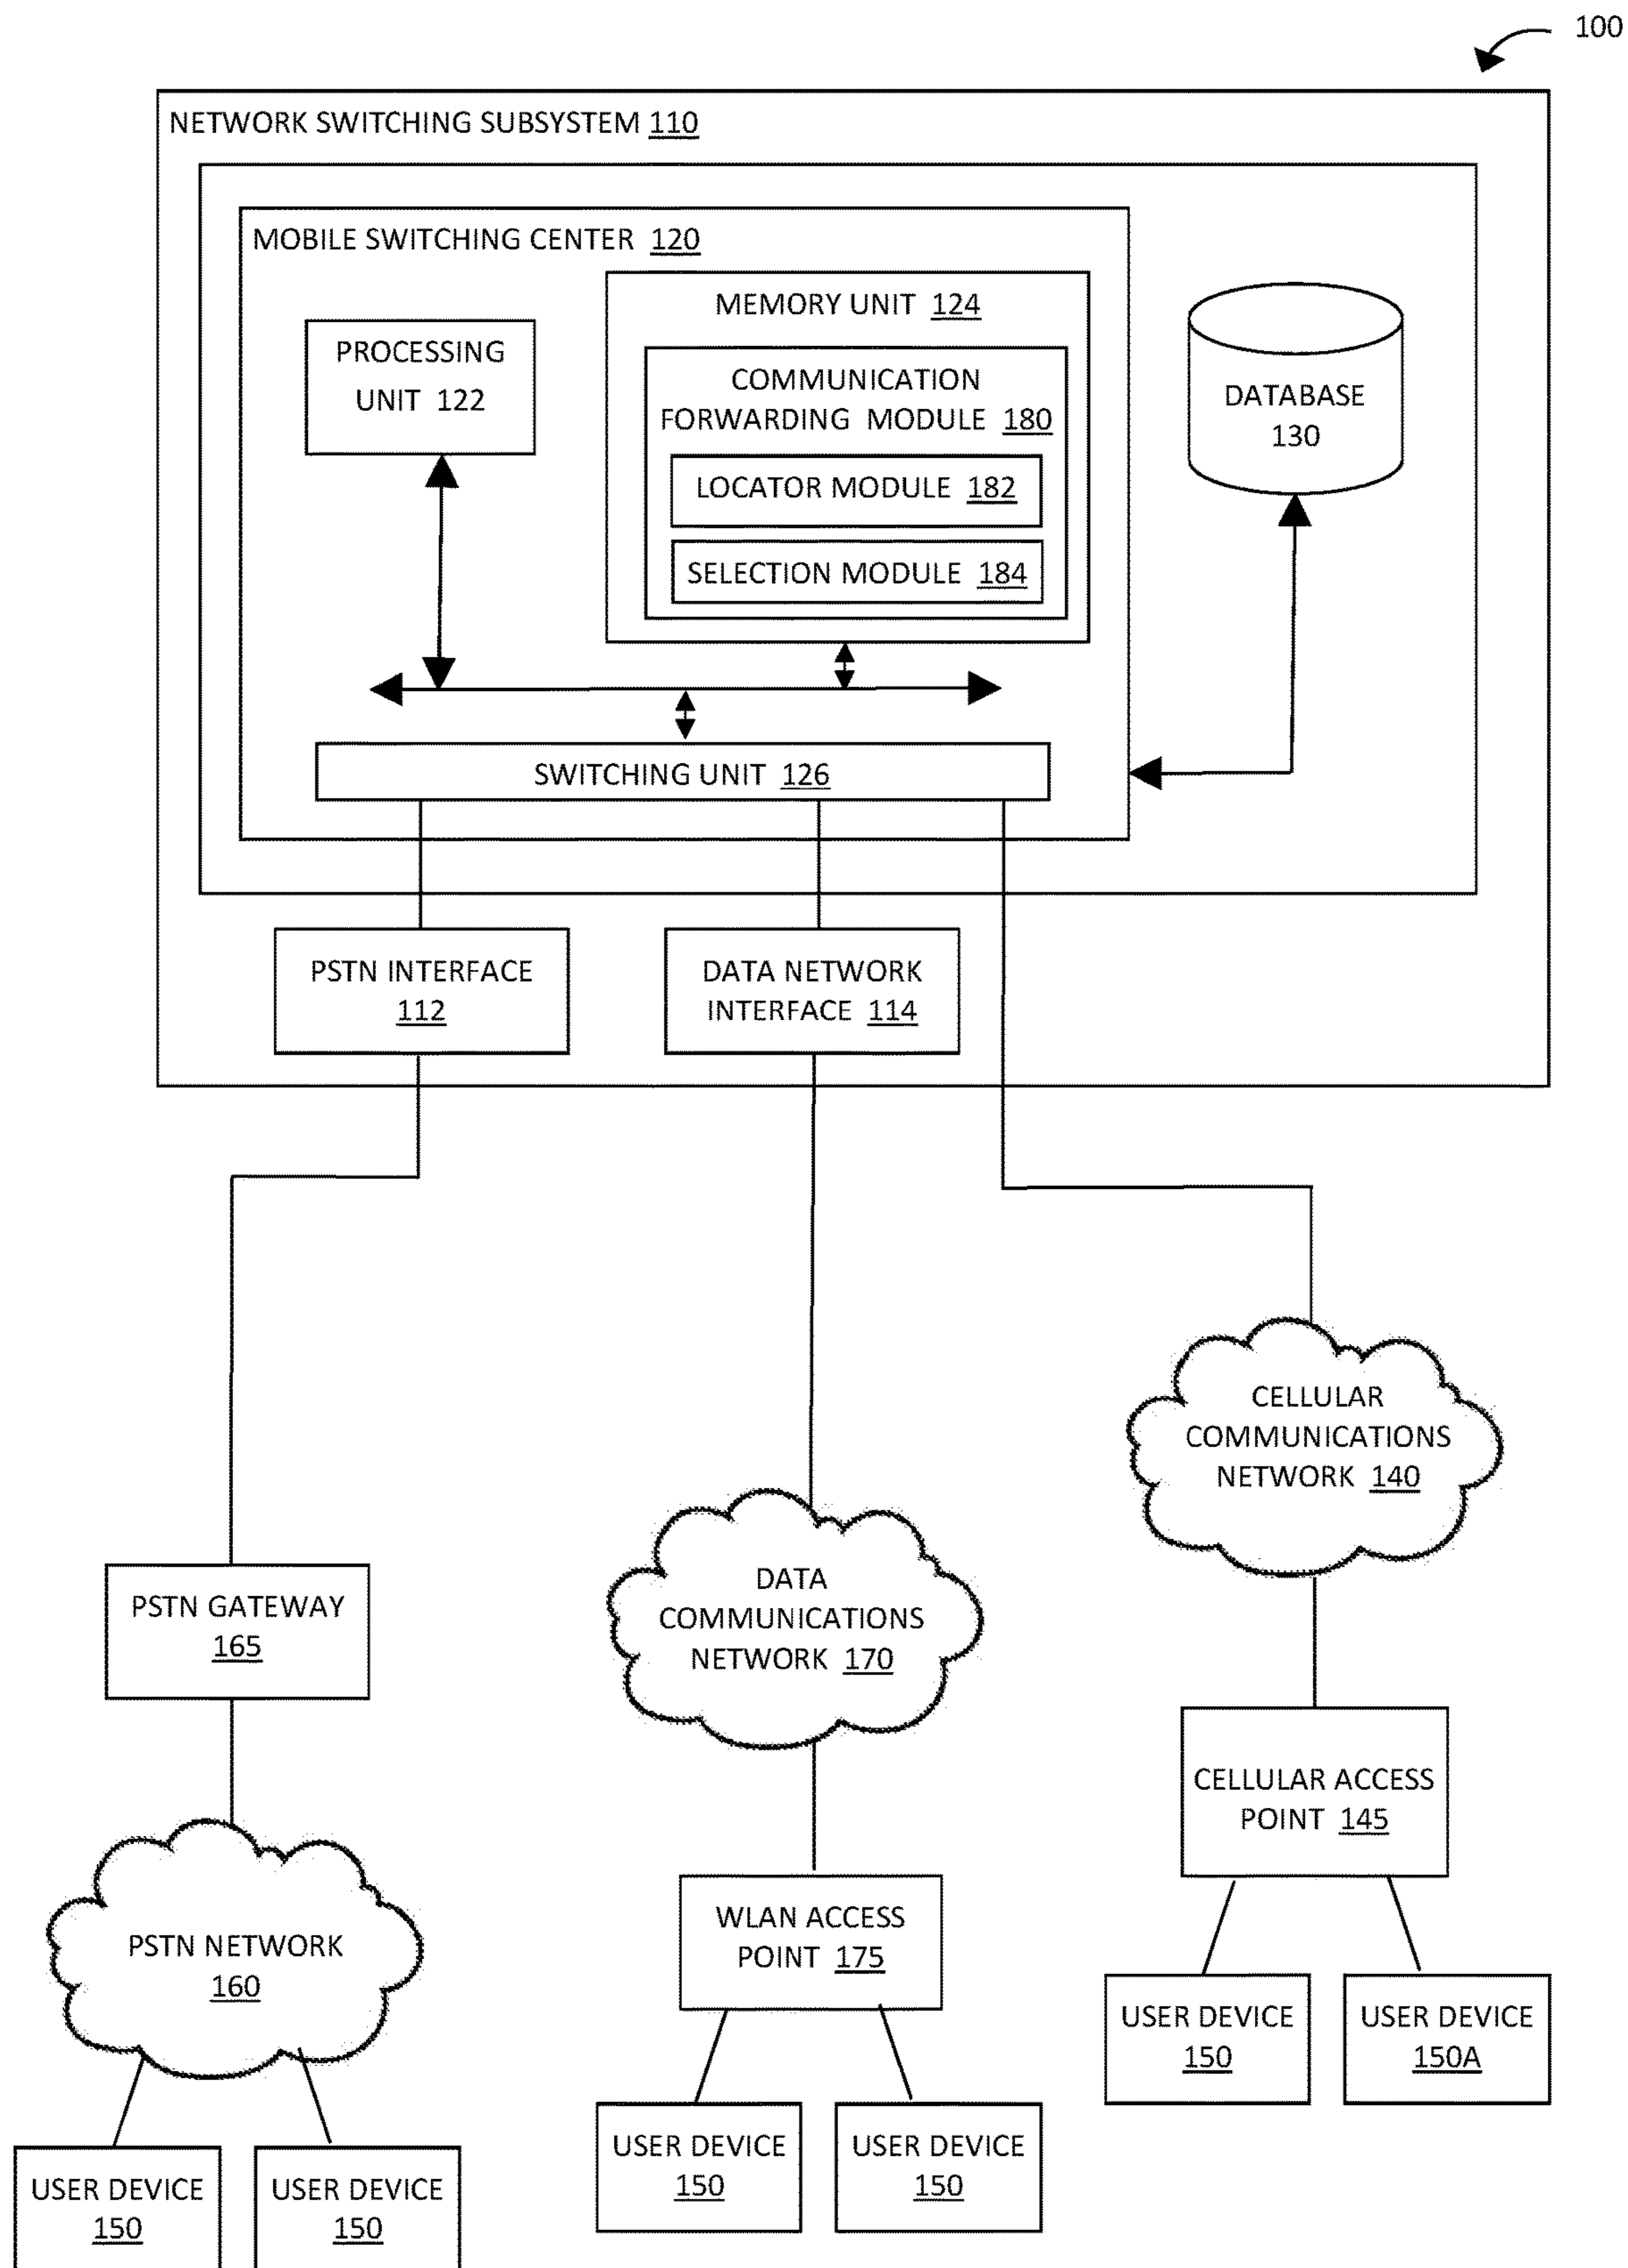 100
NETWORK SWITCHING SUBSYSTEM 110
MOBILE SWITCHING CENTER 120
PROCESSING
UNIT 122
MEMORY UNIT 124
COMMUNICATION
FORWARDING MODULE 180
LOCATOR MODULE 182
SELECTION MODULE 184
DATABASE
130
SWITCHING UNIT 126
PSTN INTERFACE
112
DATA NETWORK
INTERFACE 114
CELLULAR
COMMUNICATIONS
NETWORK 140
PSTN GATEWAY
165
DATA
COMMUNICATIONS
NETWORK 170
CELLULAR ACCESS
POINT 145
PSTN NETWORK
160
WLAN ACCESS
POINT 175
USER DEVICE
150
USER DEVICE
150A
USER DEVICE
150
USER DEVICE
150
USER DEVICE
150
USER DEVICE
150